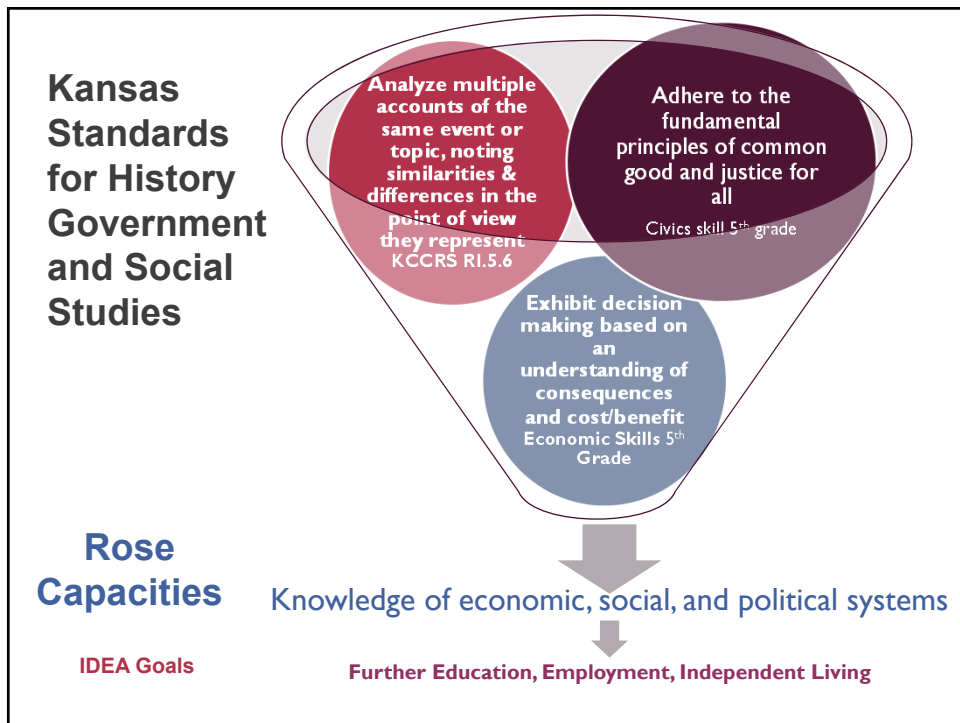 Kansas
Standards
for History
Government
and Social
Studies
Analyze multiple
accounts of the
same event or
topic, noting
similarities &
differences in the
point of view
they represent
KCCRS RI.5.6
Adhere to the
fundamental
principles of common
good and justice for
all
Civics skill 5th grade
Exhibit decision
making based on
an
understanding of
consequences
and cost/benefit
Economic Skills 5th
Grade
Rose
Capacities
Knowledge of economic, social, and political systems
IDEA Goals
Further Education, Employment, Independent Living